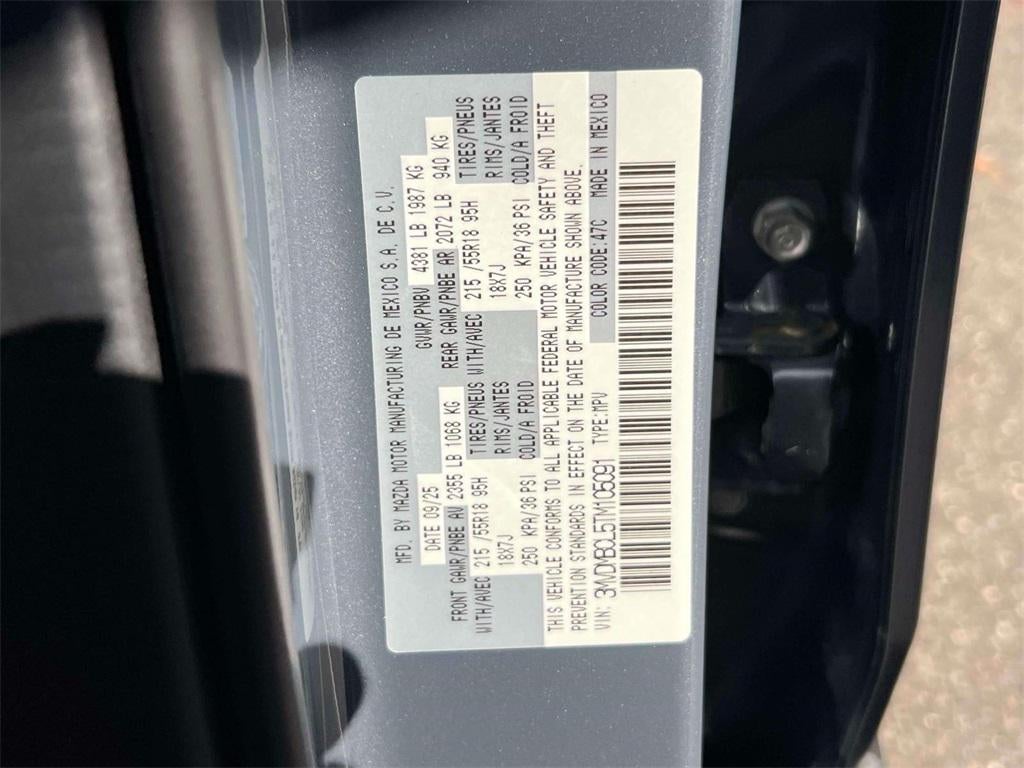 MFD. BY MAZDA MOTOR MANUFACTURING DE MEXICO S.A. DE C.V.
DATE 09/25 GVWR/PNBV 4381 LB 1987 KG
FRONT GAWR/PNBE AV 2355 LB 1068 KG REAR GAWR/PNBE AR 2072 LB 940 KG
WITH/AVEC 215 /55R18 95H TIRES/PNEUS WITH/AVEC 215 /55R18 95H TIRES/PNEUS
18X7J RIMS/JANTES 18X7J RIMS/JANTES
250 KPA/36 PSI COLD/A FROID 250 KPA/36 PSI COLD/A FROID
THIS VEHICLE CONFORMS TO ALL APPLICABLE FEDERAL MOTOR VEHICLE SAFETY AND THEFT
PREVENTION STANDARDS IN EFFECT ON THE DATE OF MANUFACTURE SHOWN ABOVE.
VIN: 3MVDMBCL5TM105091 TYPE:MPV COLOR CODE:47C MADE IN MEXICO